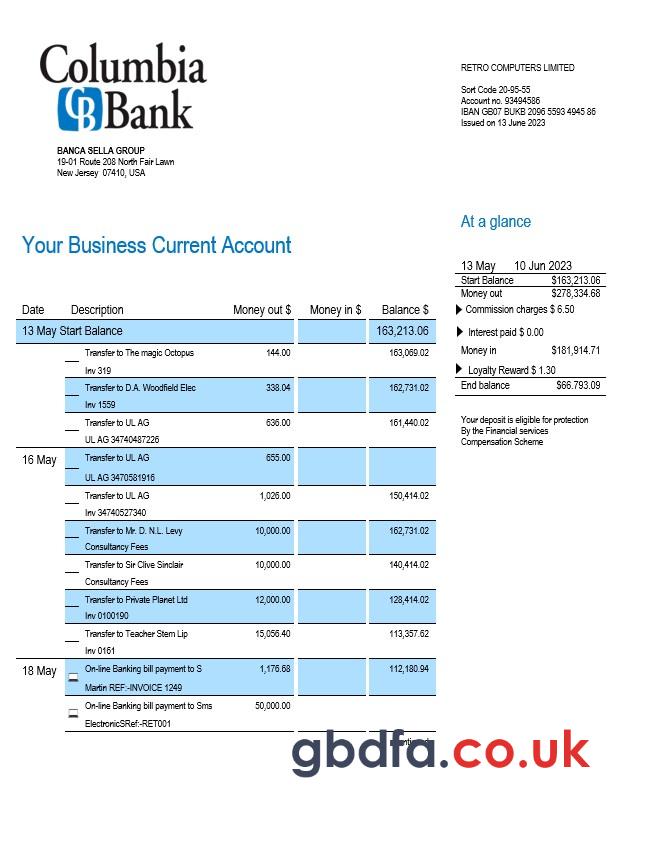 Columbia
CB Bank
BANCA SELLA GROUP
19-01 Route 208 North Fair Lawn
New Jersey 07410, USA
RETRO COMPUTERS LIMITED
Sort Code 20-95-55
Account no. 93494586
IBAN GB07 BUKB 2096 5593 4945 86
Issued on 13 June 2023
At a glance
13 May 10 Jun 2023
Start Balance $163,213.06
Money out $278,334.68
Commission charges $ 6.50
Interest paid $ 0.00
Money in $181,914.71
Loyalty Reward $ 1.30
End balance $66.793.09
Your deposit is eligible for protection
By the Financial services
Compensation Scheme
Your Business Current Account
Date Description Money out $ Money in $ Balance $
13 May Start Balance 163,213.06
Transfer to The magic Octopus 144.00 163,069.02
Inv 319
Transfer to D.A. Woodfield Elec 338.04 162,731.02
Inv 1559
Transfer to UL AG 636.00 161,440.02
UL AG 34740487226
16 May Transfer to UL AG 655.00
UL AG 3470581916
Transfer to UL AG 1,026.00 150,414.02
Inv 34740527340
Transfer to Mr. D. N.L. Levy 10,000.00 162,731.02
Consultancy Fees
Transfer to Sir Clive Sinclair 10,000.00 140,414.02
Consultancy Fees
Transfer to Private Planet Ltd 12,000.00 128,414.02
Inv 0100190
Transfer to Teacher Stem Lip 15,056.40 113,357.62
Inv 0161
18 May On-line Banking bill payment to S 1,176.68 112,180.94
Martin REF:-INVOICE 1249
On-line Banking bill payment to Sms 50,000.00
ElectronicSRef:-RET001
gbdfa.co.uk